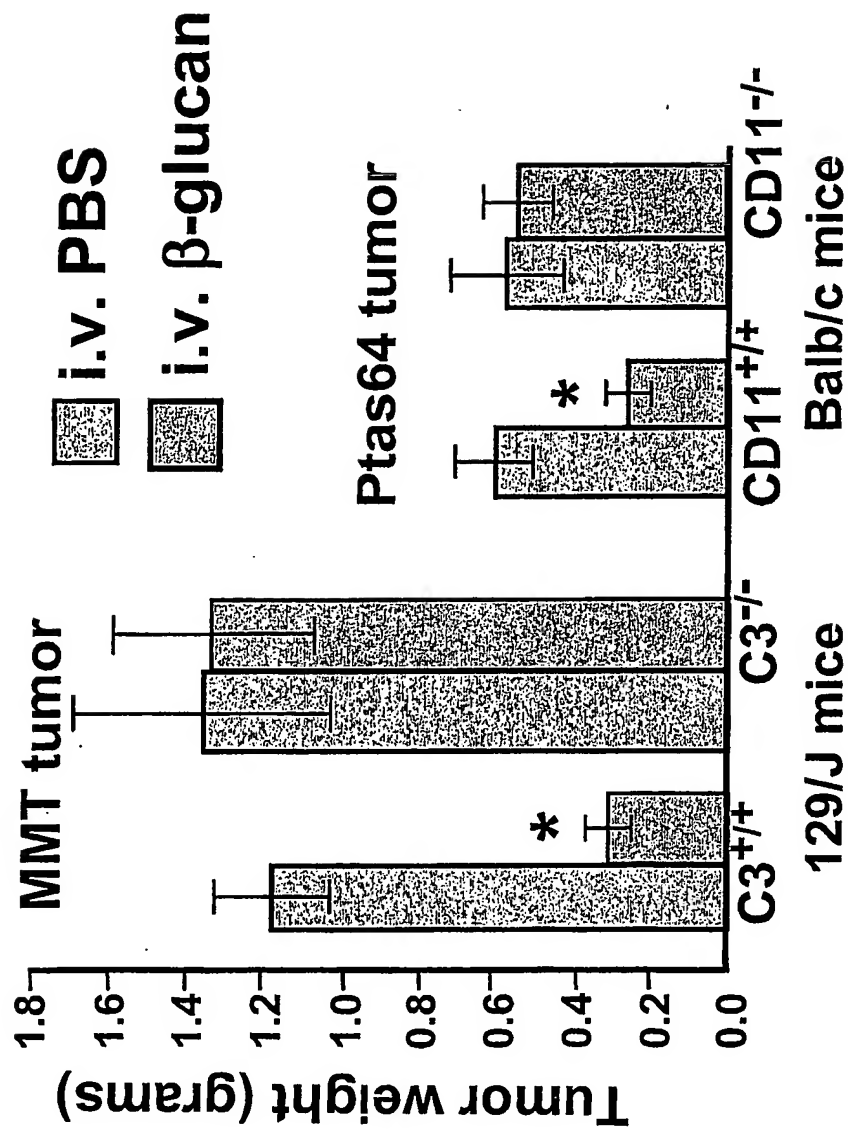 i.v. PBS
i.v. β-glucan
MMT tumor
Ptas64 tumor
Tumor weight (grams)
1.8
1.6
1.4
1.2
1.0
0.8
0.6
0.4
0.2
0.0
*
*
C3+/+
C3-/-
CD11+/+
CD11-/-
129/J mice
Balb/c mice